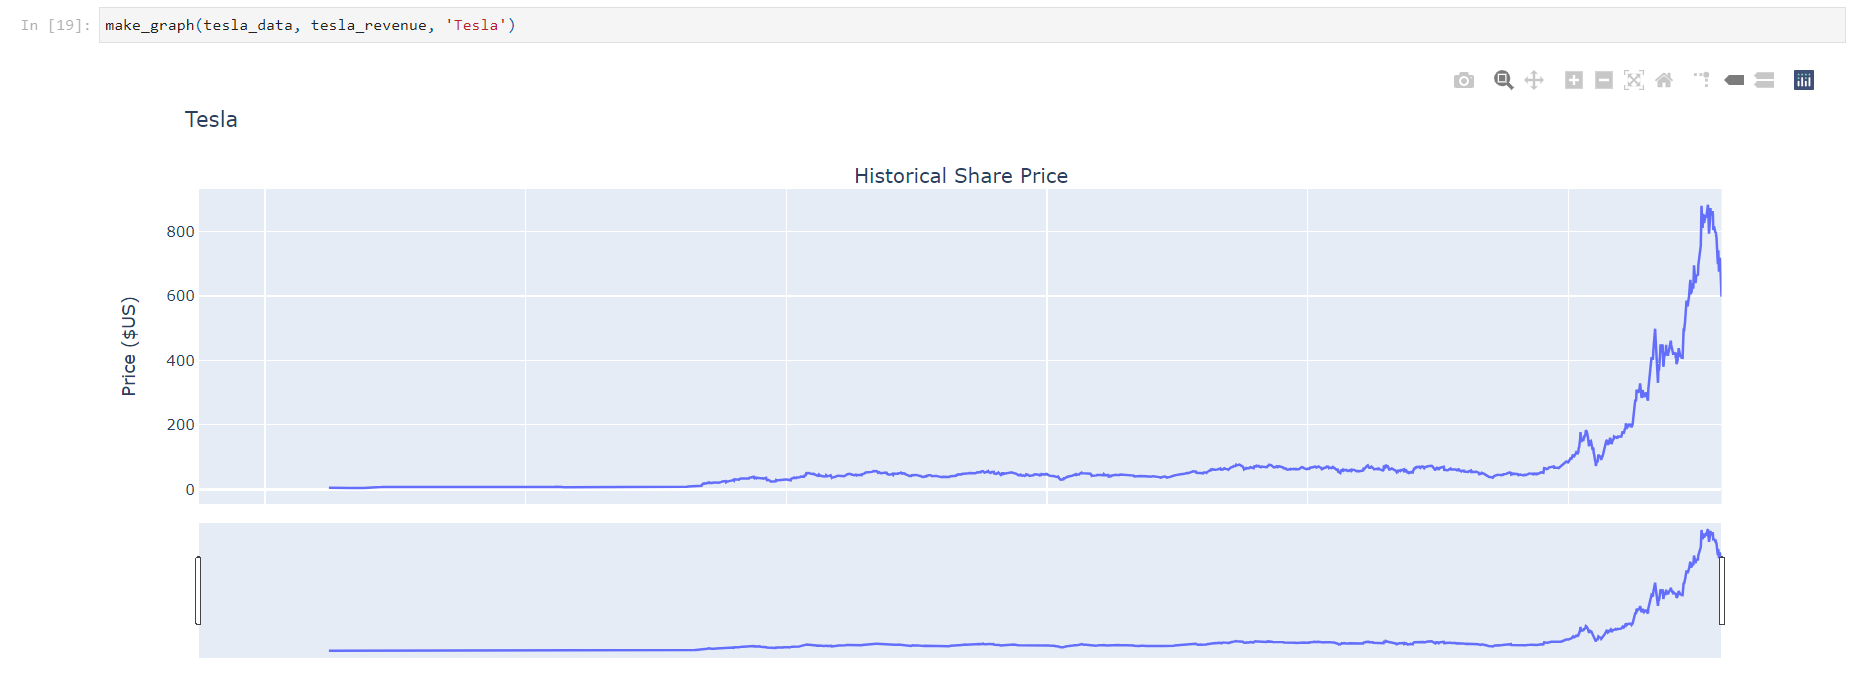 In [19]: make_graph(tesla_data, tesla_revenue, 'Tesla')
Tesla
Historical Share Price
Price ($US)
800
600
400
200
0